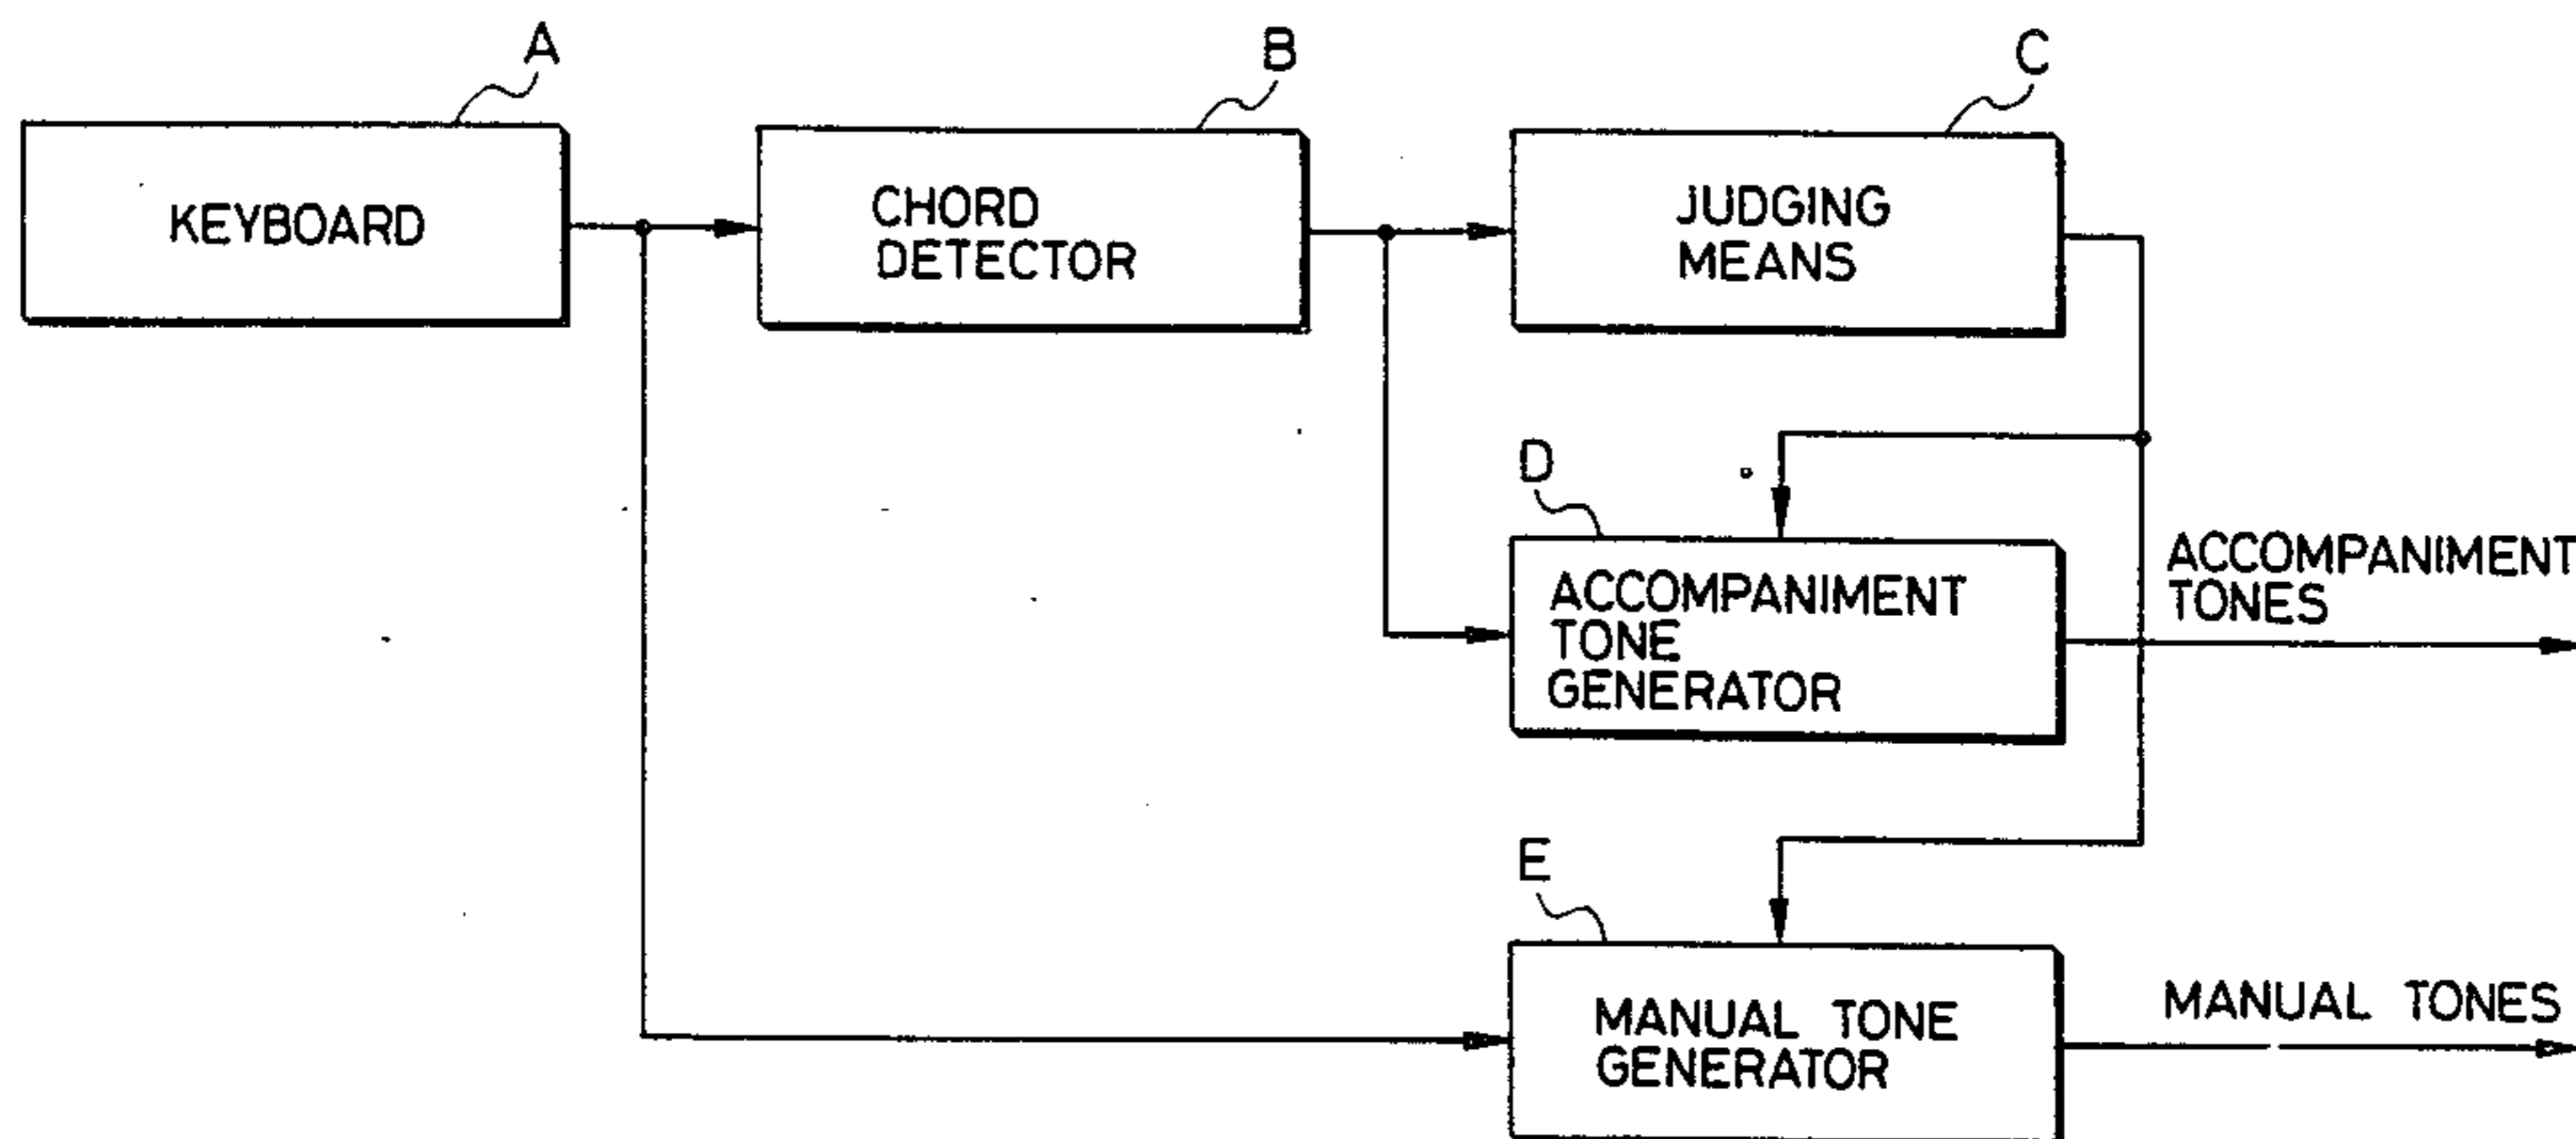 A
B
C
KEYBOARD
CHORD
DETECTOR
JUDGING
MEANS
D
ACCOMPANIMENT
TONE
GENERATOR
ACCOMPANIMENT
TONES
E
MANUAL TONE
GENERATOR
MANUAL TONES